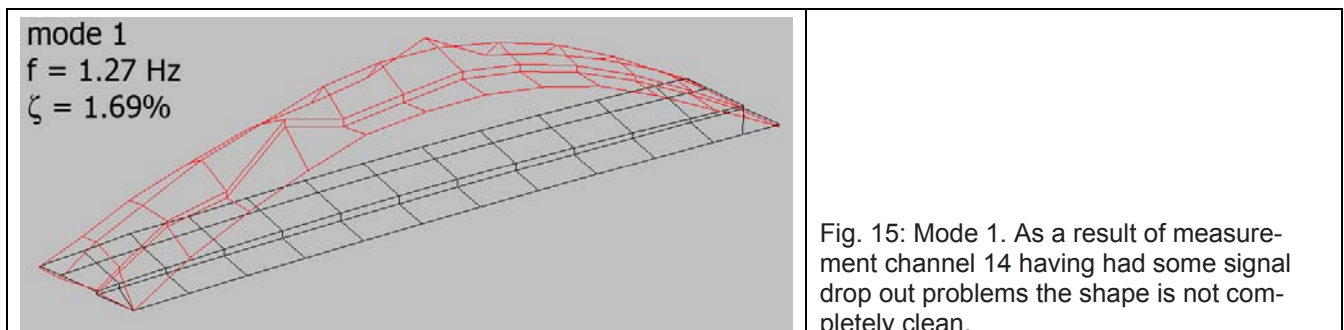 mode 1
f = 1.27 Hz
ζ = 1.69%
Fig. 15: Mode 1. As a result of measure-
ment channel 14 having had some signal
drop out problems the shape is not com-
pletely clean.